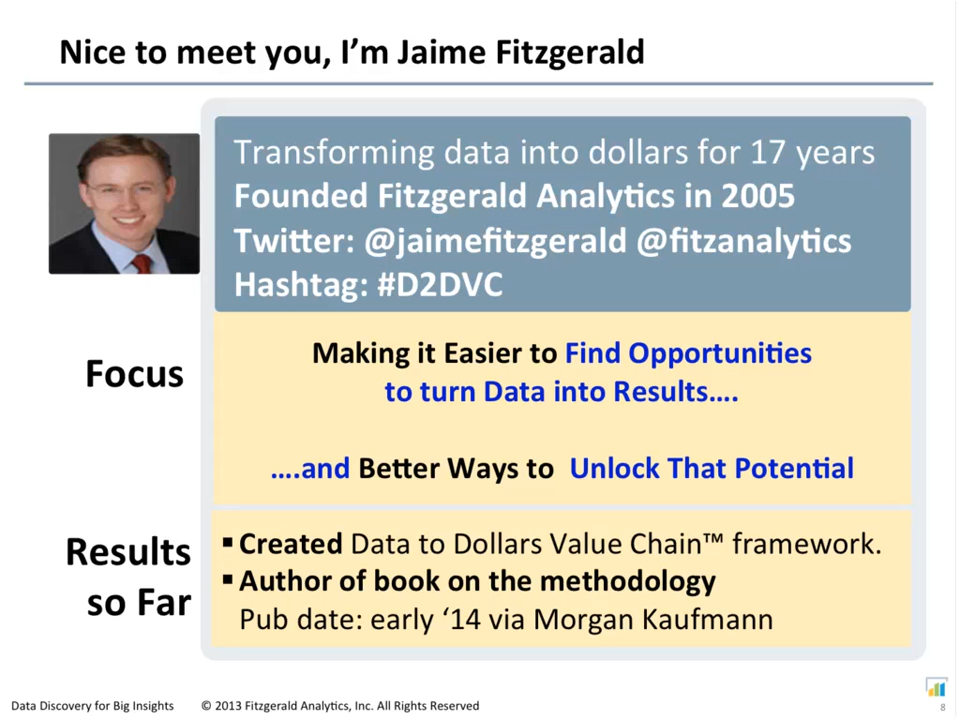 Nice to meet you, I’m Jaime Fitzgerald
Transforming data into dollars for 17 years
Founded Fitzgerald Analytics in 2005
Twitter: @jaimefitzgerald @fitzanalytics
Hashtag: #D2DVC
Focus
Making it Easier to Find Opportunities
to turn Data into Results….
….and Better Ways to  Unlock That Potential
Results
so Far
▪ Created Data to Dollars Value Chain™ framework.
▪ Author of book on the methodology
Pub date: early ‘14 via Morgan Kaufmann
Data Discovery for Big Insights © 2013 Fitzgerald Analytics, Inc. All Rights Reserved
8